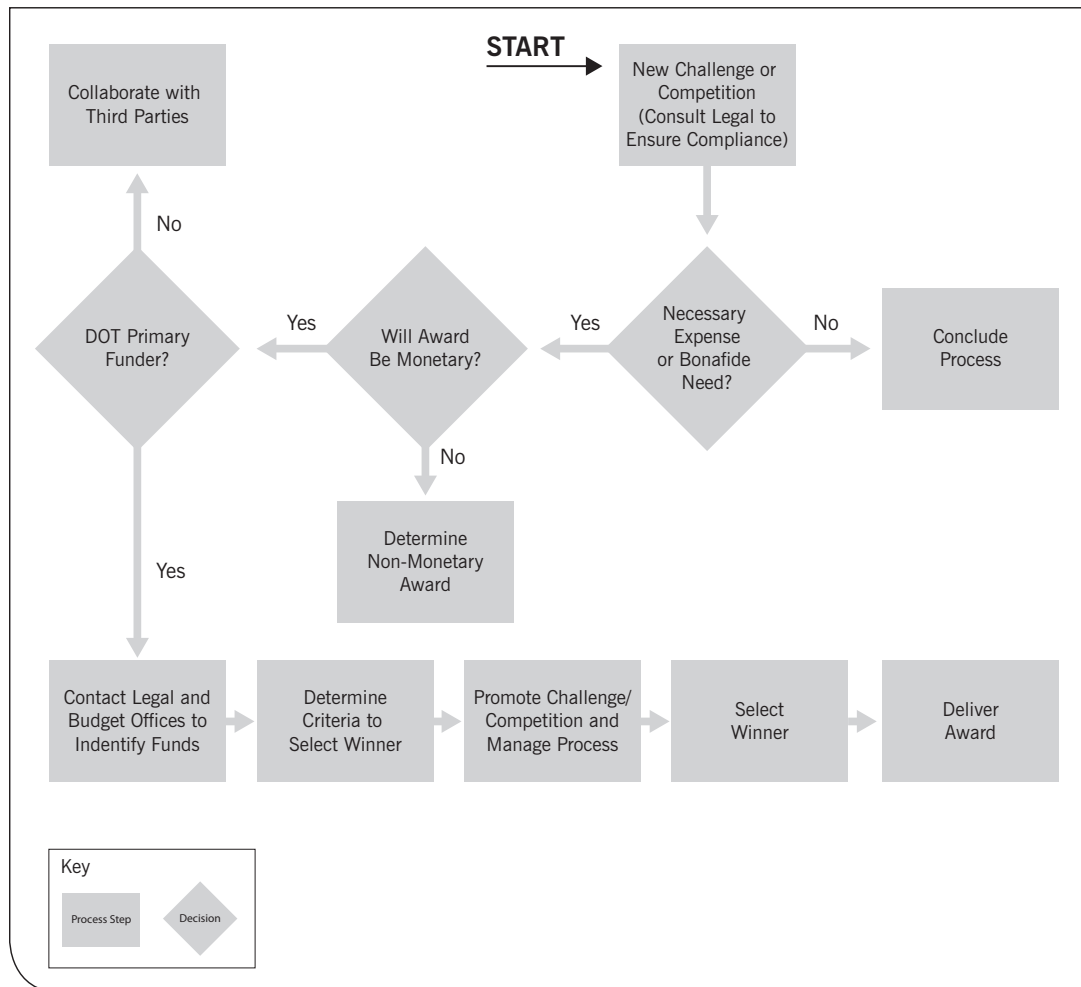 START
New Challenge or
Competition
(Consult Legal to
Ensure Compliance)
Collaborate with
Third Parties
No
DOT Primary
Funder?
Yes
Will Award
Be Monetary?
Yes
Necessary
Expense
or Bonafide
Need?
No
Conclude
Process
No
Determine
Non-Monetary
Award
Yes
Contact Legal and
Budget Offices to
Indentify Funds
Determine
Criteria to
Select Winner
Promote Challenge/
Competition and
Manage Process
Select
Winner
Deliver
Award
Key
Process Step
Decision